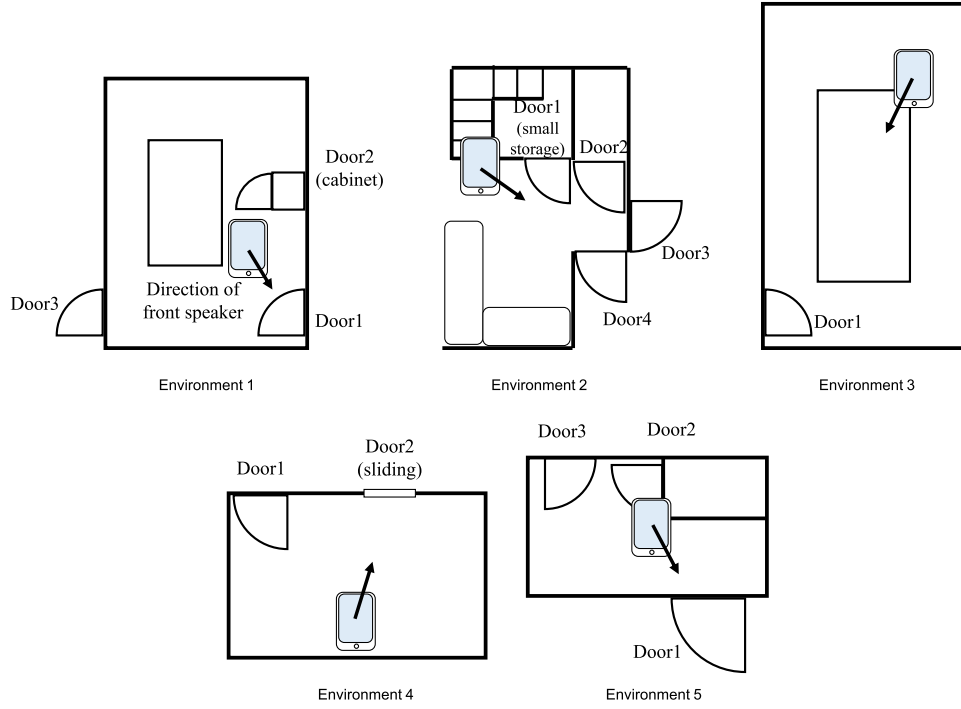 Door2
(cabinet)
Door3
Direction of
front speaker
Door1
Environment 1
Door1
(small
storage)
Door2
Door3
Door4
Environment 2
Door1
Environment 3
Door1
Door2
(sliding)
Environment 4
Door3
Door2
Door1
Environment 5